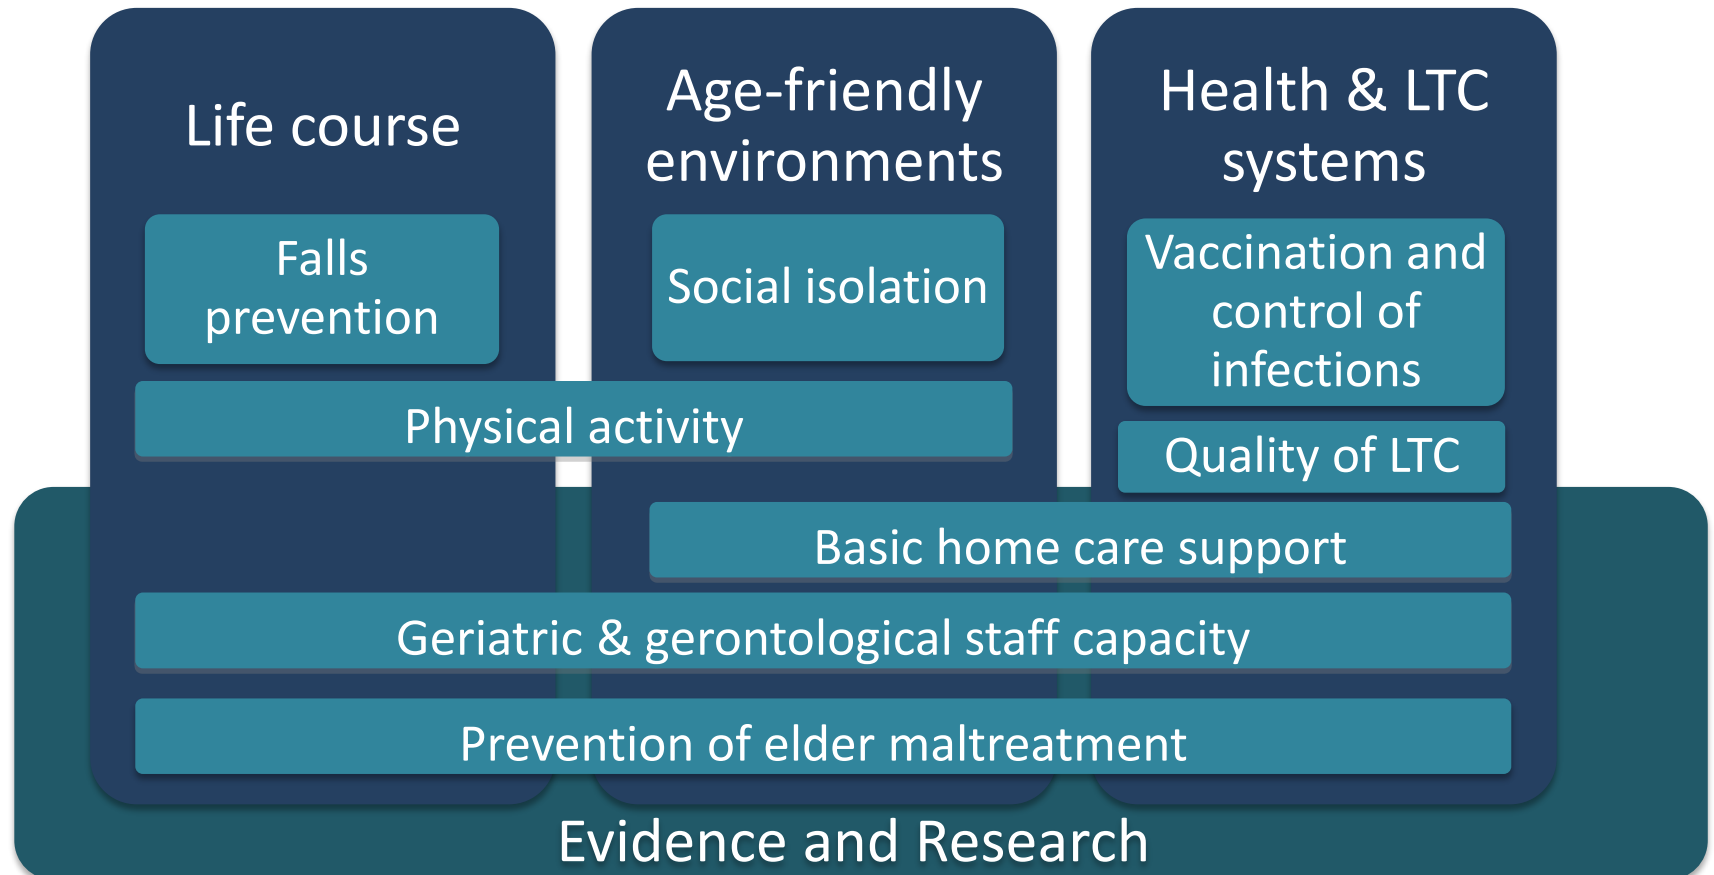 Life course
Age-friendly
environments
Health & LTC
systems
Falls
prevention
Social isolation
Vaccination and
control of
infections
Physical activity
Quality of LTC
Basic home care support
Geriatric & gerontological staff capacity
Prevention of elder maltreatment
Evidence and Research